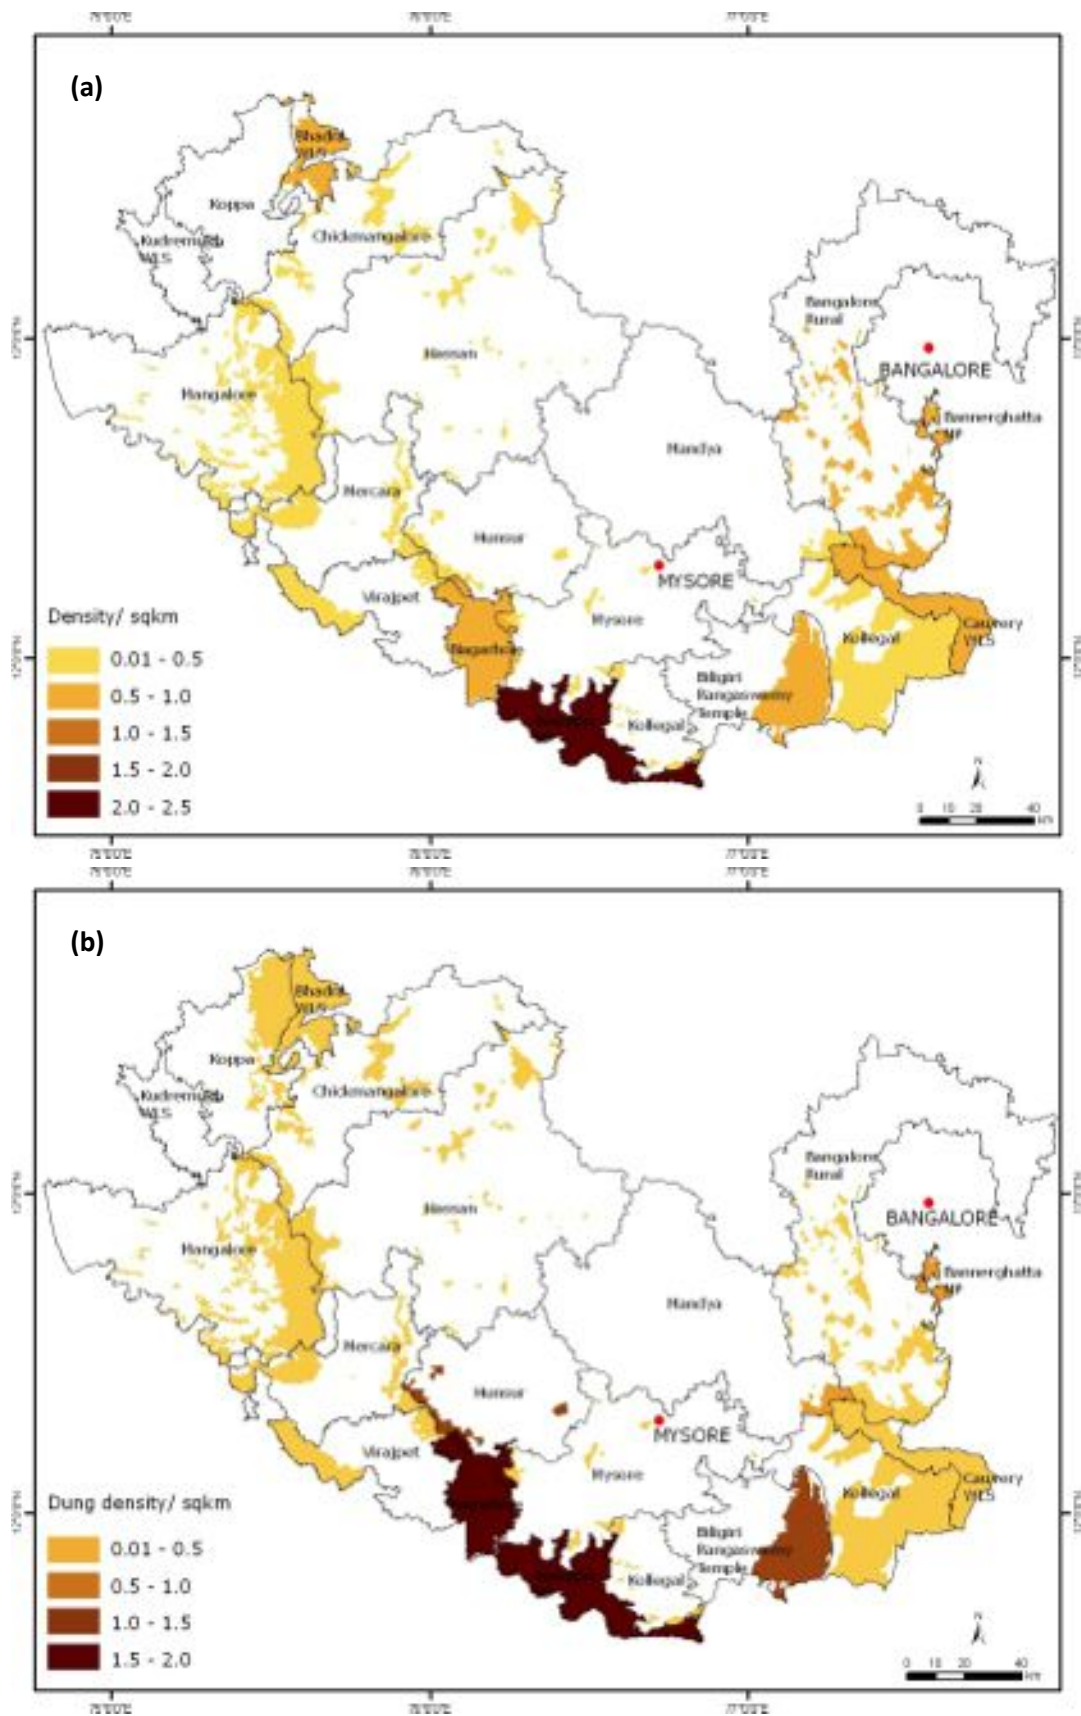 (a)
Bhadra
WLS
Koppa
Kudremukh
WLS
Chickmangalore
Bangalore
Rural
BANGALORE
Hassan
Mangalore
Bannerghatta
NP
Mandya
Mercara
Hunsur
MYSORE
Virajpet
Mysore
Kollegal
Cauvery
WLS
Nagarhole
Biligiri
Rangaswamy
Temple
Kollegal
Density/ sqkm
0.01 - 0.5
0.5 - 1.0
1.0 - 1.5
1.5 - 2.0
2.0 - 2.5
N
0 10 20 40
km
(b)
Bhadra
WLS
Koppa
Kudremukh
WLS
Chickmangalore
Bangalore
Rural
BANGALORE
Hassan
Mangalore
Bannerghatta
NP
Mandya
Mercara
Hunsur
MYSORE
Virajpet
Mysore
Kollegal
Cauvery
WLS
Biligiri
Rangaswamy
Temple
Kollegal
Dung density/ sqkm
0.01 - 0.5
0.5 - 1.0
1.0 - 1.5
1.5 - 2.0
N
0 10 20 40
km